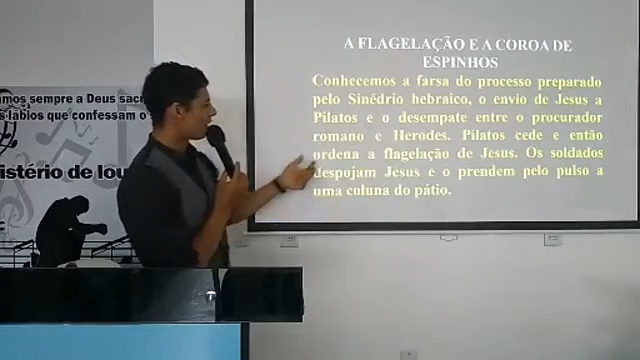 A FLAGELAÇÃO E A COROA DE
ESPINHOS
Conhecemos a farsa do processo preparado
pelo Sinédrio hebraico, o envio de Jesus a
Pilatos e o desempate entre o procurador
romano e Herodes. Pilatos cede e então
ordena a flagelação de Jesus. Os soldados
despojam Jesus e o prendem pelo pulso a
uma coluna do pátio.
mos sempre a Deus sac
lábios que confessam o
istério de lou